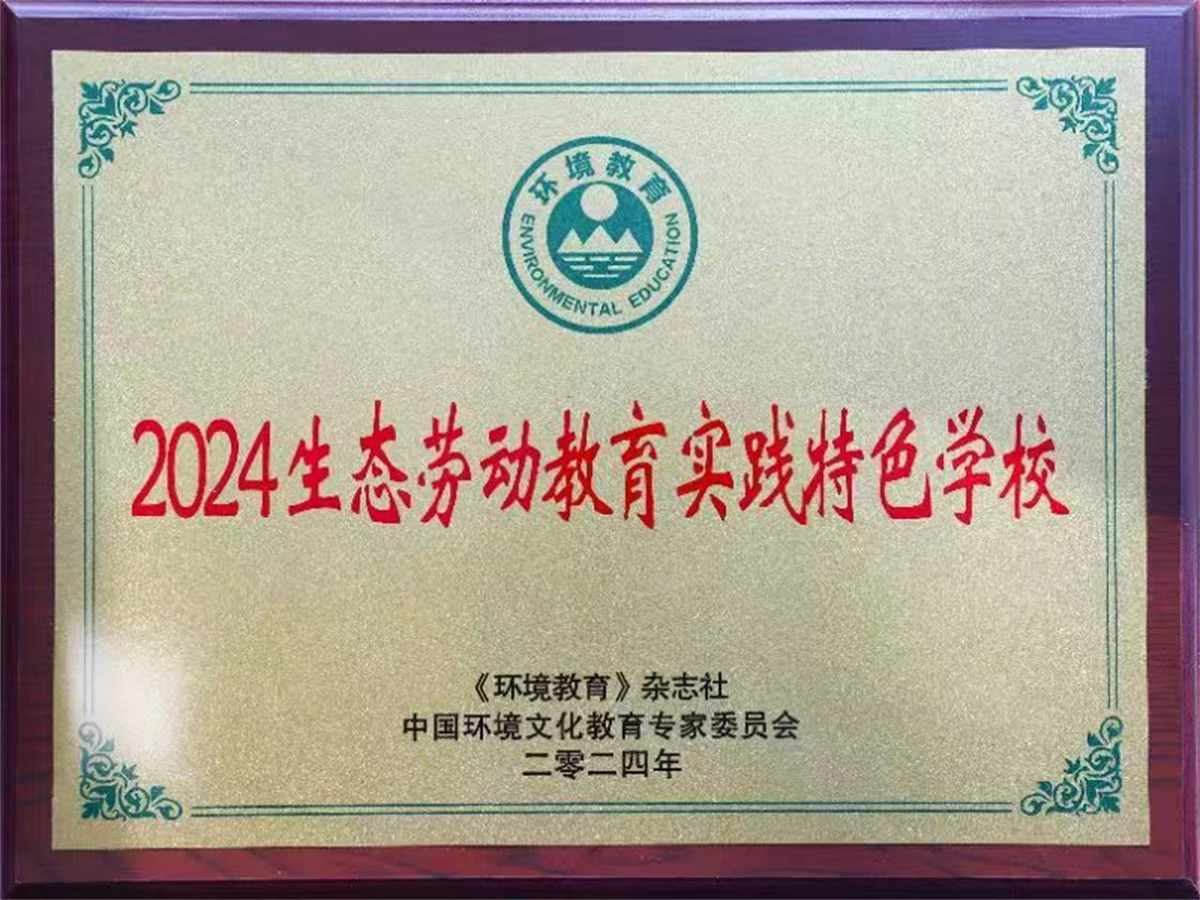 环境教育
ENVIRONMENTAL EDUCATION
2024生态劳动教育实践特色学校
《环境教育》杂志社
中国环境文化教育专家委员会
二零二四年